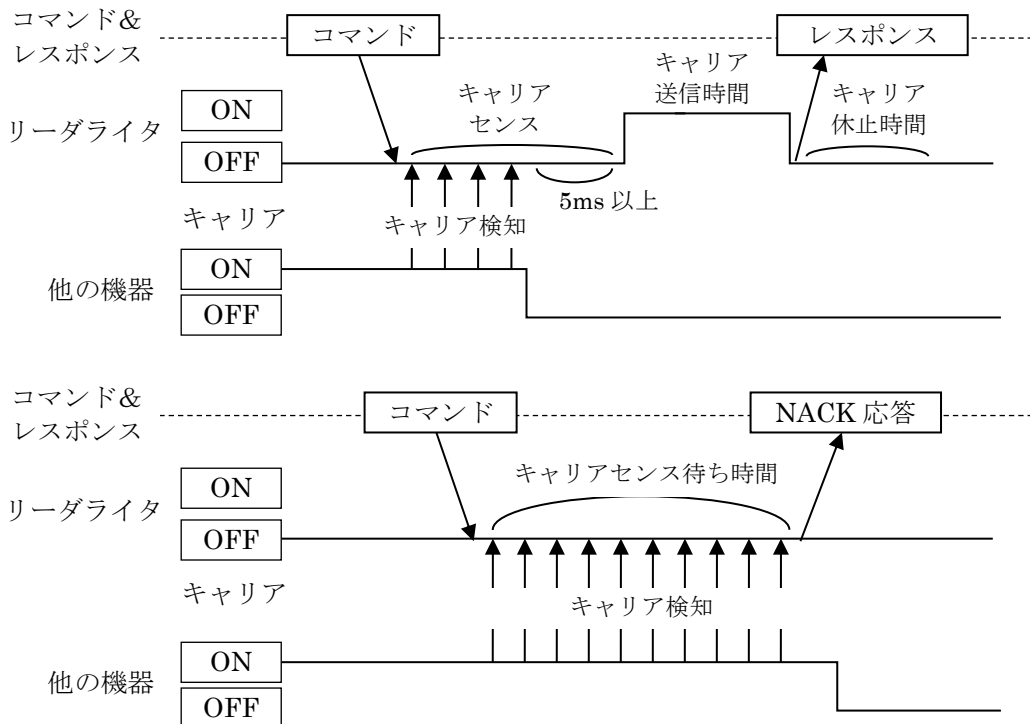 コマンド&
レスポンス
コマンド
レスポンス
キャリア
センス
キャリア
送信時間
キャリア
休止時間
リーダライタ
ON
OFF
5ms 以上
キャリア
キャリア検知
他の機器
ON
OFF
コマンド&
レスポンス
コマンド
NACK 応答
キャリアセンス待ち時間
リーダライタ
ON
OFF
キャリア
キャリア検知
他の機器
ON
OFF